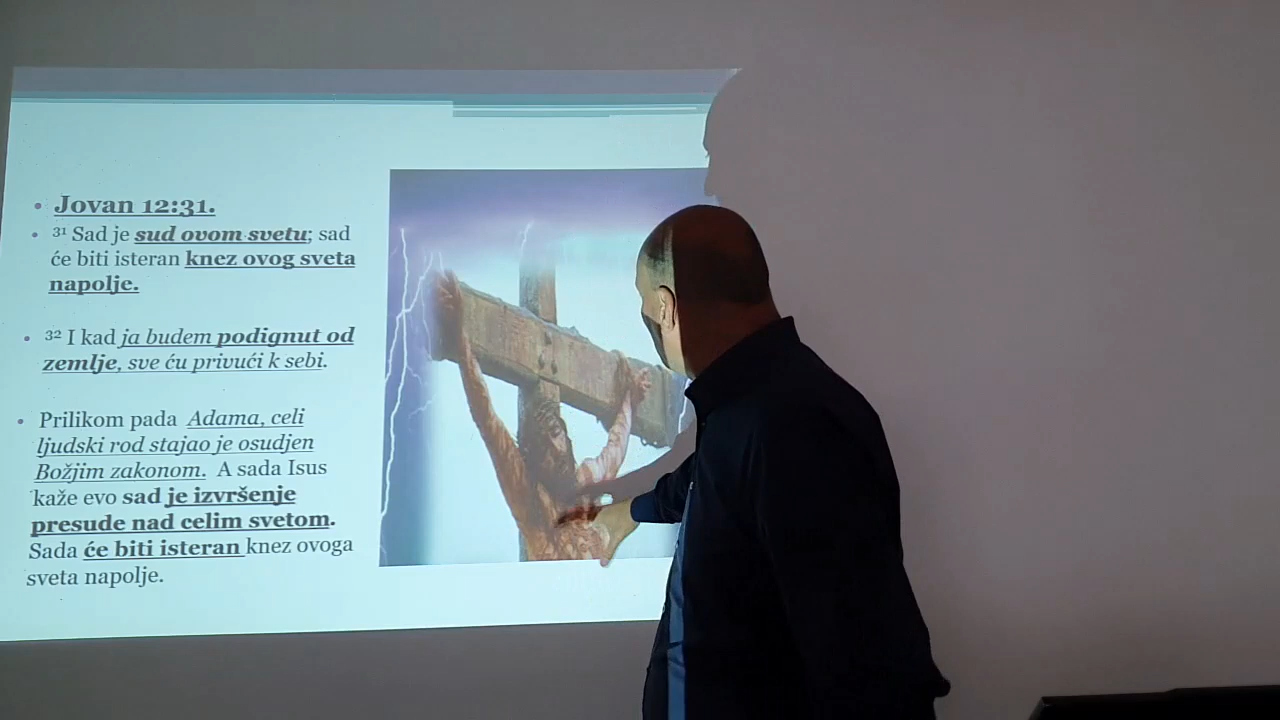 Jovan 12:31.
³¹ Sad je sud ovom svetu; sad
će biti isteran knez ovog sveta
napolje.
³² I kad ja budem podignut od
zemlje, sve ću privući k sebi.
Prilikom pada Adama, celi
ljudski rod stajao je osudjen
Božjim zakonom. A sada Isus
kaže evo sad je izvršenje
presude nad celim svetom.
Sada će biti isteran knez ovoga
sveta napolje.